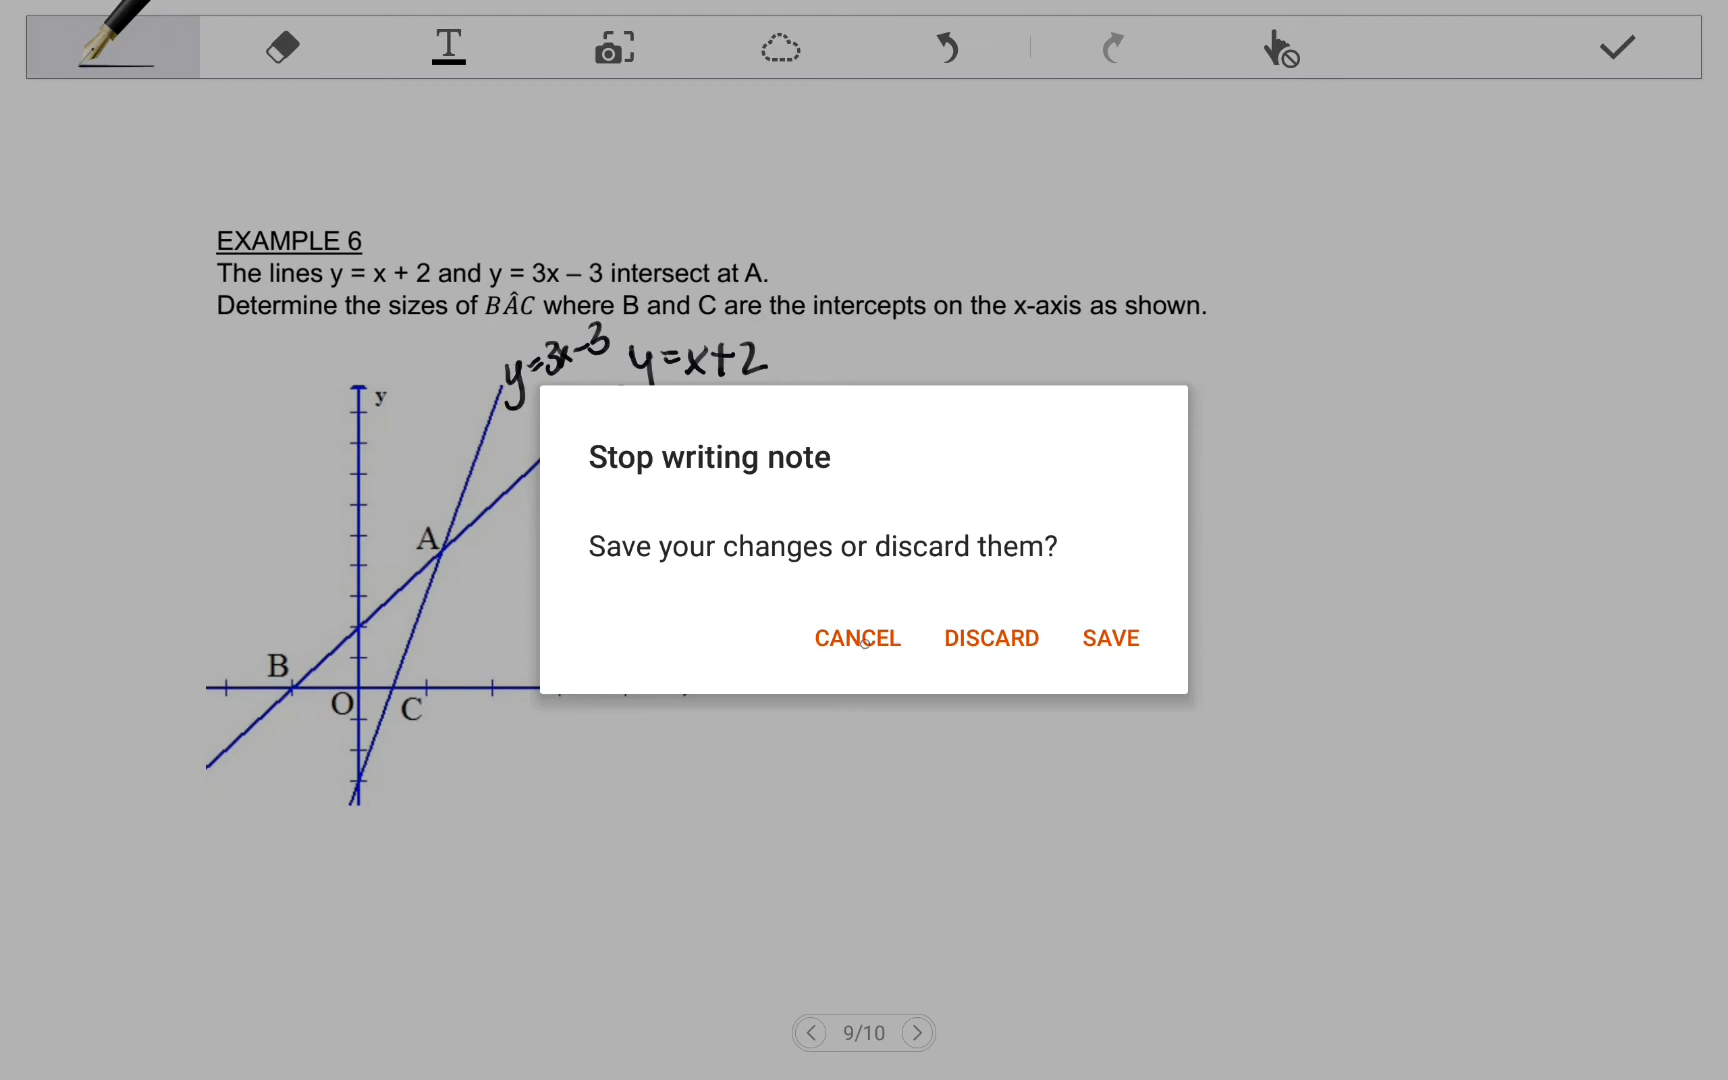 T
EXAMPLE 6
The lines y = x + 2 and y = 3x – 3 intersect at A.
Determine the sizes of BÂC where B and C are the intercepts on the x-axis as shown.
y=3x-3 y=x+2
y
Stop writing note
A
Save your changes or discard them?
CANCEL DISCARD SAVE
B
O C
9/10